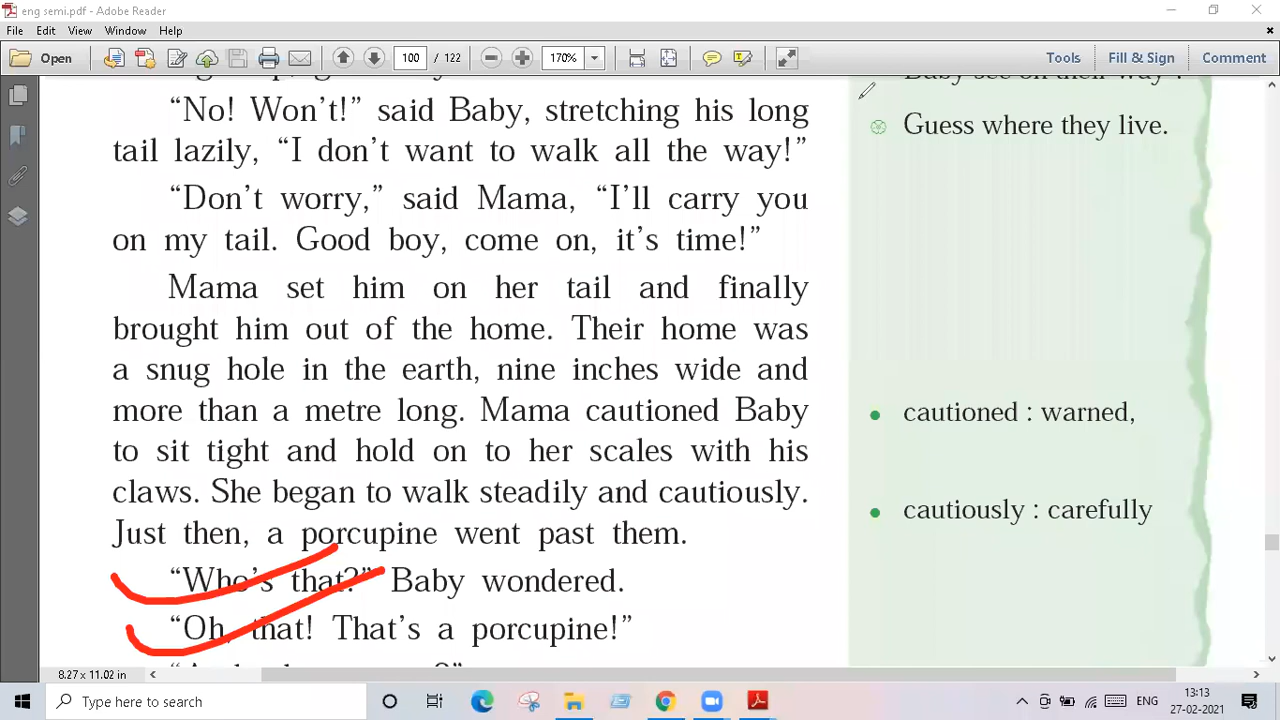 eng semi.pdf - Adobe Reader
File Edit View Window Help
Open 100 / 122 170% Tools Fill & Sign Comment
Baby see on their way ?
“No! Won’t!” said Baby, stretching his long
tail lazily, “I don’t want to walk all the way!”
“Don’t worry,” said Mama, “I’ll carry you
on my tail. Good boy, come on, it’s time!”
Mama set him on her tail and finally
brought him out of the home. Their home was
a snug hole in the earth, nine inches wide and
more than a metre long. Mama cautioned Baby
to sit tight and hold on to her scales with his
claws. She began to walk steadily and cautiously.
Just then, a porcupine went past them.
“Who’s that?” Baby wondered.
“Oh, that! That’s a porcupine!”
Guess where they live.
cautioned : warned,
cautiously : carefully
8.27 x 11.02 in
Type here to search
ENG
13:13
27-02-2021